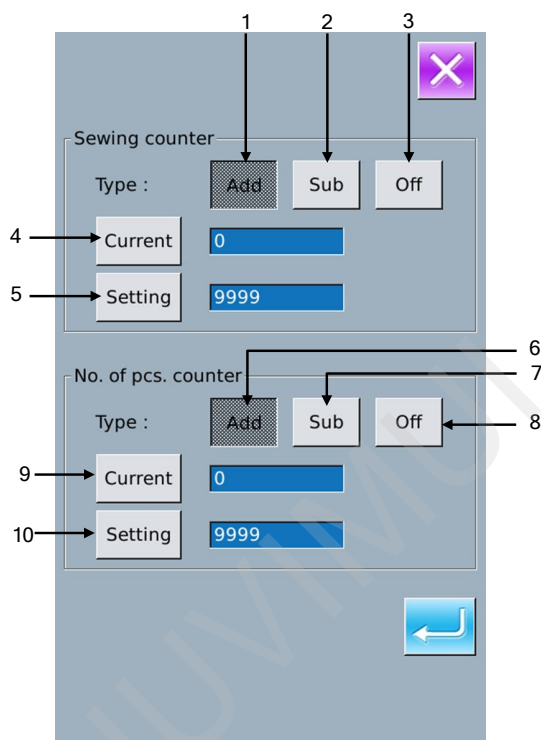 1 2 3
Sewing counter
Type : Add Sub Off
4 Current 0
5 Setting 9999
6
No. of pcs. counter 7
Type : Add Sub Off 8
9 Current 0
10 Setting 9999